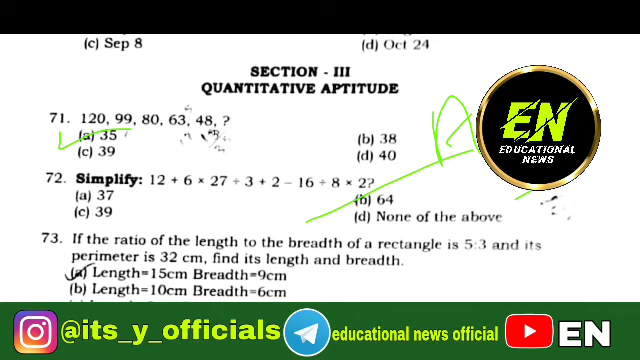 (c) Sep 8
(d) Oct 24
SECTION - III
QUANTITATIVE APTITUDE
71. 120, 99, 80, 63, 48, ?
(a) 35
(b) 38
(c) 39
(d) 40
72. Simplify: 12 + 6 × 27 ÷ 3 + 2 − 16 ÷ 8 × 2?
(a) 37
(b) 64
(c) 39
(d) None of the above
73. If the ratio of the length to the breadth of a rectangle is 5:3 and its
perimeter is 32 cm, find its length and breadth.
(a) Length=15cm Breadth=9cm
(b) Length=10cm Breadth=6cm
A
EN
EDUCATIONAL
NEWS
@its_y_officials
educational news official
EN